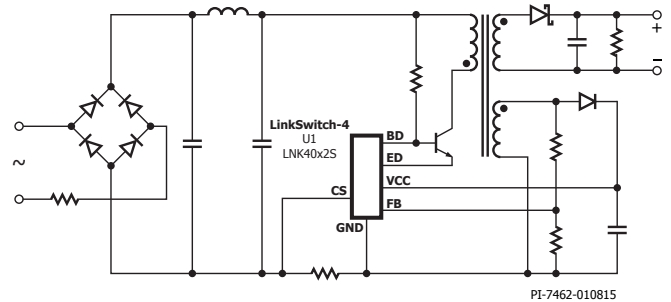 +
−
LinkSwitch-4
U1
LNK40x2S
BD
ED
VCC
CS
FB
GND
~
PI-7462-010815